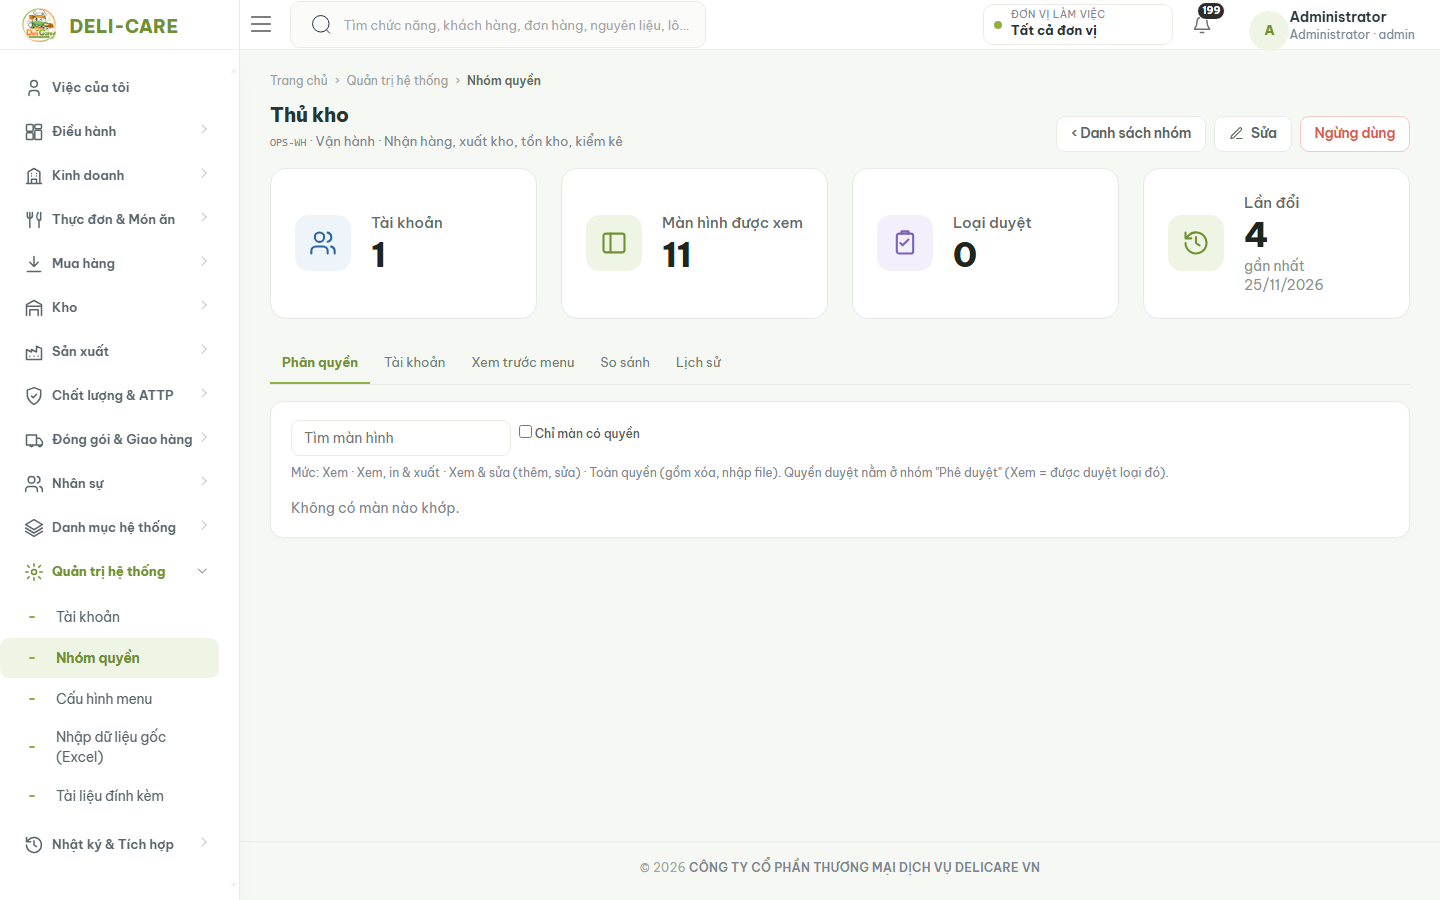 DELI-CARE
Tìm chức năng, khách hàng, đơn hàng, nguyên liệu, lô...
ĐƠN VỊ LÀM VIỆC
Tất cả đơn vị
199
A
Administrator
Administrator · admin
Việc của tôi
Điều hành
Kinh doanh
Thực đơn & Món ăn
Mua hàng
Kho
Sản xuất
Chất lượng & ATTP
Đóng gói & Giao hàng
Nhân sự
Danh mục hệ thống
Quản trị hệ thống
Tài khoản
Nhóm quyền
Cấu hình menu
Nhập dữ liệu gốc
(Excel)
Tài liệu đính kèm
Nhật ký & Tích hợp
Trang chủ › Quản trị hệ thống › Nhóm quyền
Thủ kho
OPS-WH · Vận hành · Nhận hàng, xuất kho, tồn kho, kiểm kê
‹ Danh sách nhóm
Sửa
Ngừng dùng
Tài khoản
1
Màn hình được xem
11
Loại duyệt
0
Lần đổi
4
gần nhất
25/11/2026
Phân quyền
Tài khoản
Xem trước menu
So sánh
Lịch sử
Tìm màn hình
Chỉ màn có quyền
Mức: Xem · Xem, in & xuất · Xem & sửa (thêm, sửa) · Toàn quyền (gồm xóa, nhập file). Quyền duyệt nằm ở nhóm "Phê duyệt" (Xem = được duyệt loại đó).
Không có màn nào khớp.
© 2026 CÔNG TY CỔ PHẦN THƯƠNG MẠI DỊCH VỤ DELICARE VN